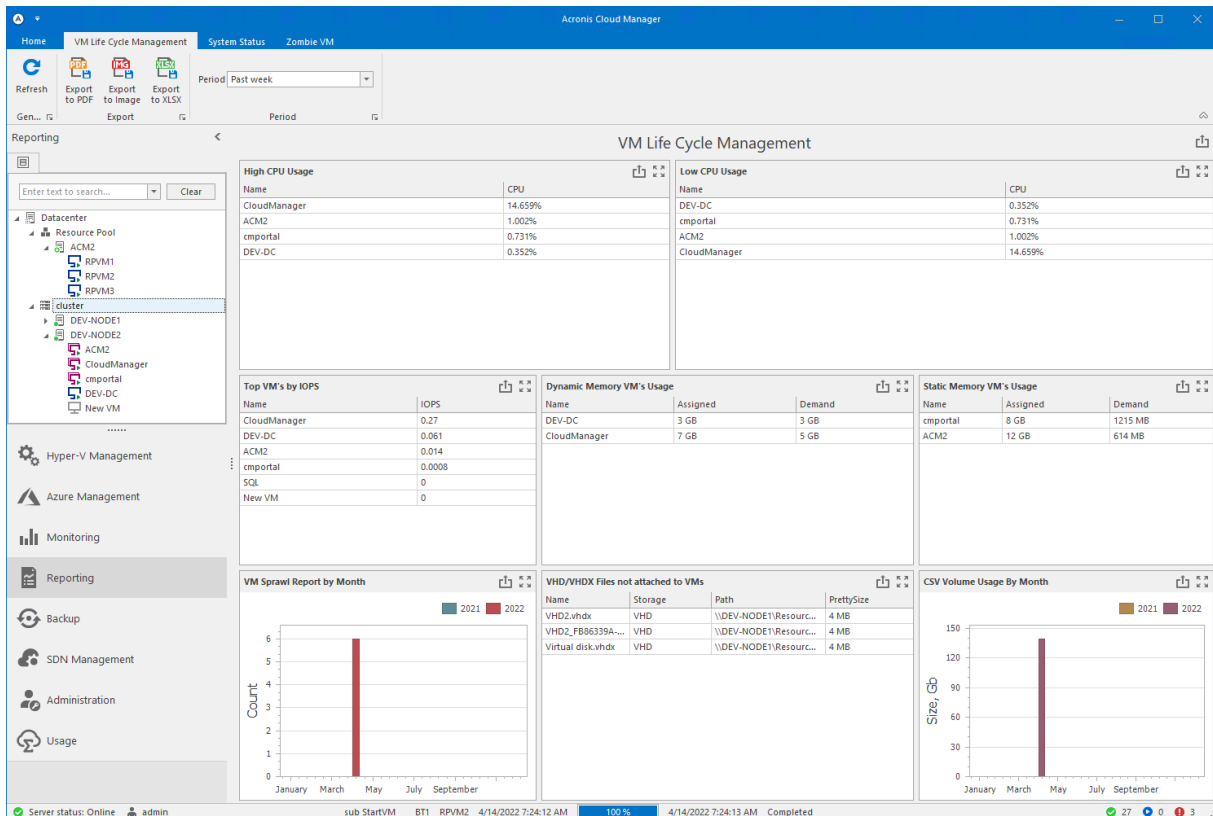 Acronis Cloud Manager
Home VM Life Cycle Management System Status Zombie VM
PDF IMG XLSX
Refresh Export to PDF Export to Image Export to XLSX Period Past week
Gen... Export Period
Reporting
VM Life Cycle Management
Enter text to search... Clear
Datacenter
Resource Pool
ACM2
RPVM1
RPVM2
RPVM3
cluster
DEV-NODE1
DEV-NODE2
ACM2
CloudManager
cmportal
DEV-DC
New VM
Hyper-V Management
Azure Management
Monitoring
Reporting
Backup
SDN Management
Administration
Usage
High CPU Usage
Name CPU
CloudManager 14.659%
ACM2 1.002%
cmportal 0.731%
DEV-DC 0.352%
Low CPU Usage
Name CPU
DEV-DC 0.352%
cmportal 0.731%
ACM2 1.002%
CloudManager 14.659%
Top VM's by IOPS
Name IOPS
CloudManager 0.27
DEV-DC 0.061
ACM2 0.014
cmportal 0.0008
SQL 0
New VM 0
Dynamic Memory VM's Usage
Name Assigned Demand
DEV-DC 3 GB 3 GB
CloudManager 7 GB 5 GB
Static Memory VM's Usage
Name Assigned Demand
cmportal 8 GB 1215 MB
ACM2 12 GB 614 MB
VM Sprawl Report by Month
2021 2022
6
5
4
3
2
1
0
Count
January March May July September
VHD/VHDX Files not attached to VMs
Name Storage Path PrettySize
VHD2.vhdx VHD \\DEV-NODE1\Resourc... 4 MB
VHD2_FB86339A-... VHD \\DEV-NODE1\Resourc... 4 MB
Virtual disk.vhdx VHD \\DEV-NODE1\Resourc... 4 MB
CSV Volume Usage By Month
2021 2022
150
120
90
60
30
0
Size, Gb
January March May July September
Server status: Online admin sub StartVM BT1 RPVM2 4/14/2022 7:24:12 AM 100 % 4/14/2022 7:24:13 AM Completed 27 0 3